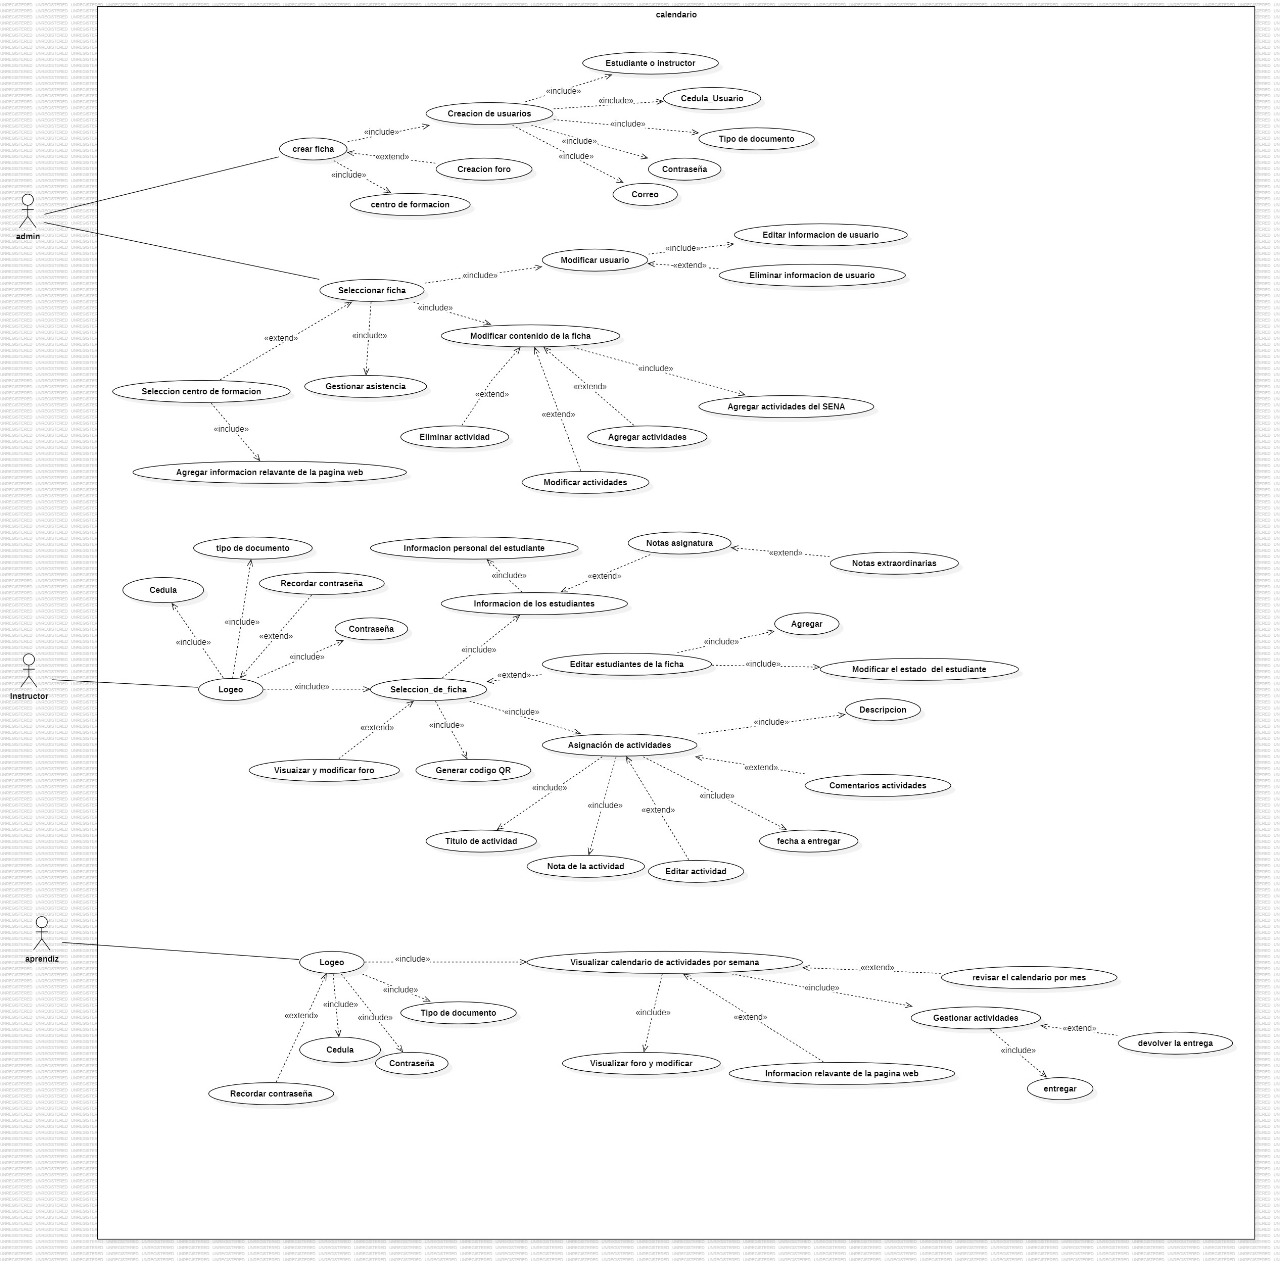 calendario
Estudiante o instructor
«include»
Cedula_Usuario
«include»
Creacion de usuarios
«include»
Tipo de documento
«include»
«include»
crear ficha
«include»
«extend»
Creacion foro
Contraseña
«include»
Correo
centro de formacion
admin
Editar informacion de usuario
«include»
Modificar usuario
«extend»
Eliminar informacion de usuario
«include»
Seleccionar ficha
«include»
Modificar contenido de la ficha
«extend»
«include»
«include»
Gestionar asistencia
Seleccion centro de formacion
«extend»
«extend»
«extend»
Agregar actividades del SENA
«include»
Eliminar actividad
Agregar actividades
Agregar informacion relavante de la pagina web
Modificar actividades
tipo de documento
Informacion personal del estudiante
Notas asignatura
«extend»
Notas extraordinarias
Cedula
Recordar contraseña
«include»
«extend»
Informacion de los estudiantes
«include»
«include»
«extend»
Contraseña
«include»
Agregar
«include»
«include»
Editar estudiantes de la ficha
«include»
Modificar el estado  del estudiante
Instructor
Logeo
«include»
Seleccion_de_ficha
«extend»
Descripcion
«include»
«extend»
«include»
«include»
Asignación de actividades
Visuaizar y modificar foro
Generar codigo QR
«extend»
Comentarios actividades
«include»
«include»
«extend»
«include»
Titulo de actividad
fecha a entregar
Nota de la actividad
Editar actividad
aprendiz
Logeo
«include»
Visualizar calendario de actividades por semana
«extend»
revisar el calendario por mes
«include»
«include»
«include»
«extend»
Tipo de documento
«include»
«extend»
Gestionar actividades
«extend»
devolver la entrega
Cedula
Contraseña
Visualizar foro y modificar
«include»
Informacion relavante de la pagina web
entregar
Recordar contraseña
UNREGISTERED